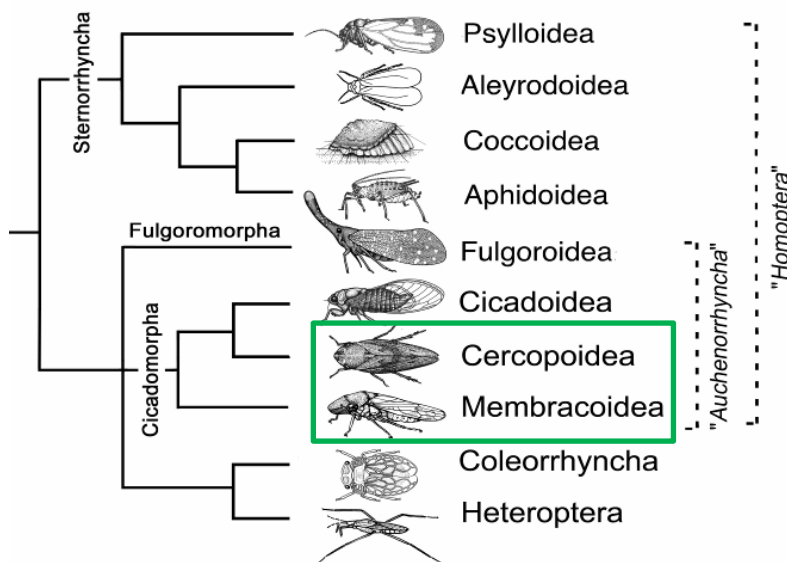 Psylloidea
Aleyrodoidea
Coccoidea
Aphidoidea
Fulgoroidea
Cicadoidea
Cercopoidea
Membracoidea
Coleorrhyncha
Heteroptera
Sternorrhyncha
Fulgoromorpha
Cicadomorpha
"Auchenorrhyncha"
"Homoptera"